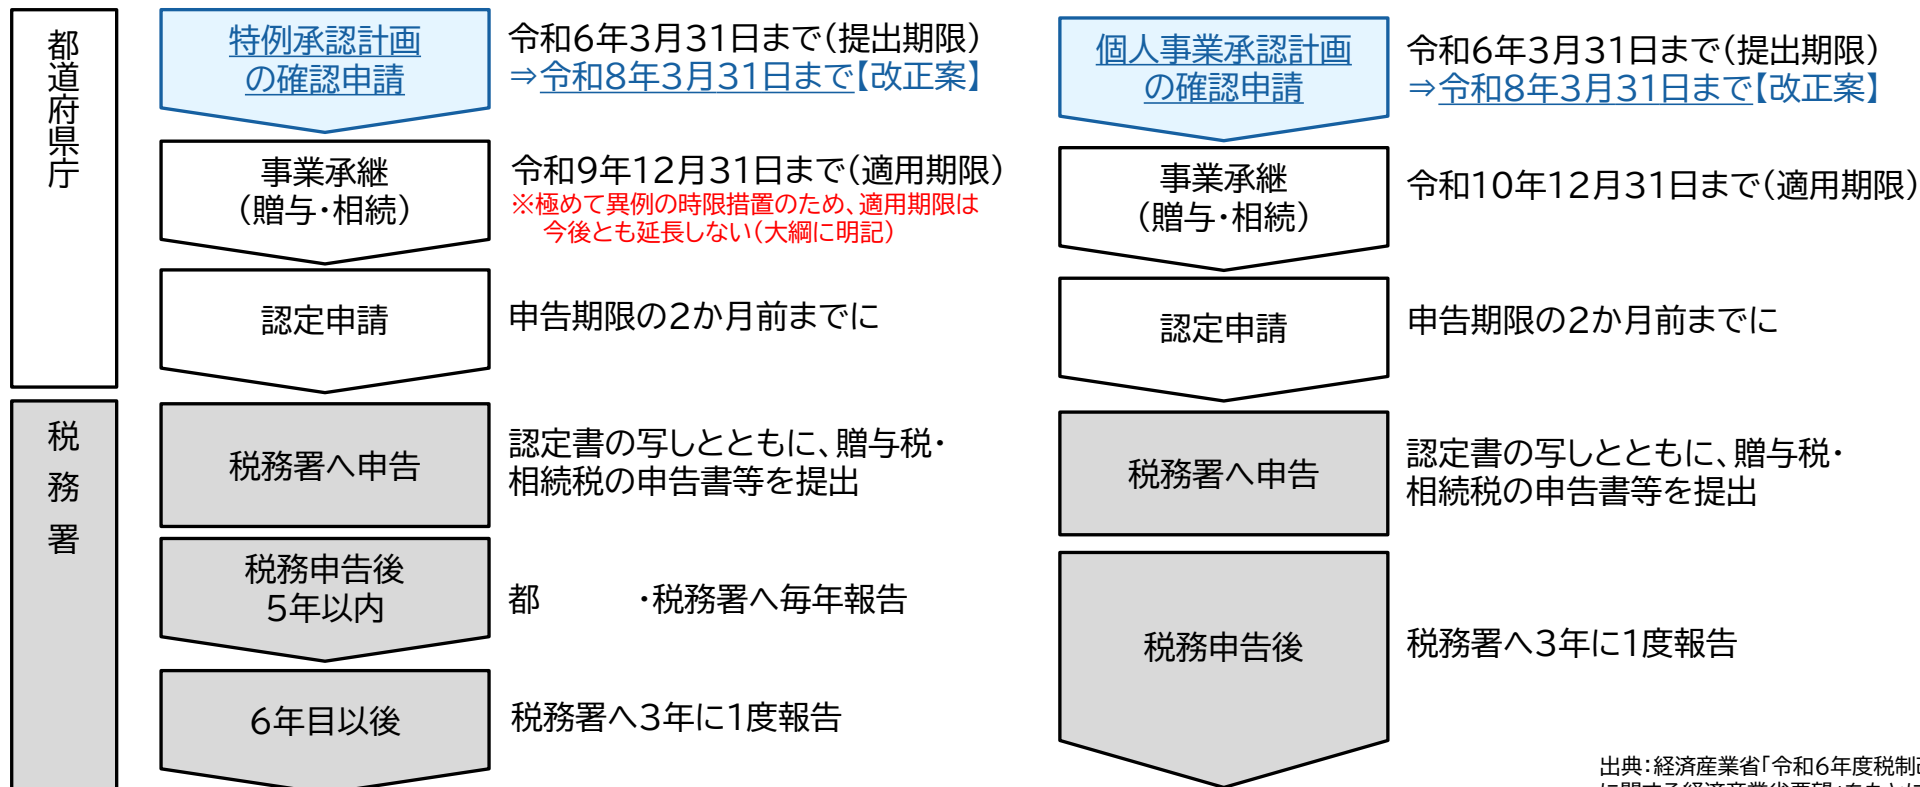 都道府県庁
特例承認計画
の確認申請
令和6年3月31日まで(提出期限)
⇒令和8年3月31日まで【改正案】
事業承継
(贈与・相続)
令和9年12月31日まで(適用期限)
※極めて異例の時限措置のため、適用期限は
今後とも延長しない(大綱に明記)
認定申請
申告期限の2か月前までに
税務署
税務署へ申告
認定書の写しとともに、贈与税・
相続税の申告書等を提出
税務申告後
5年以内
都　　　・税務署へ毎年報告
6年目以後
税務署へ3年に1度報告
個人事業承認計画
の確認申請
令和6年3月31日まで(提出期限)
⇒令和8年3月31日まで【改正案】
事業承継
(贈与・相続)
令和10年12月31日まで(適用期限)
認定申請
申告期限の2か月前までに
税務署へ申告
認定書の写しとともに、贈与税・
相続税の申告書等を提出
税務申告後
税務署へ3年に1度報告
出典:経済産業省「令和6年度税制